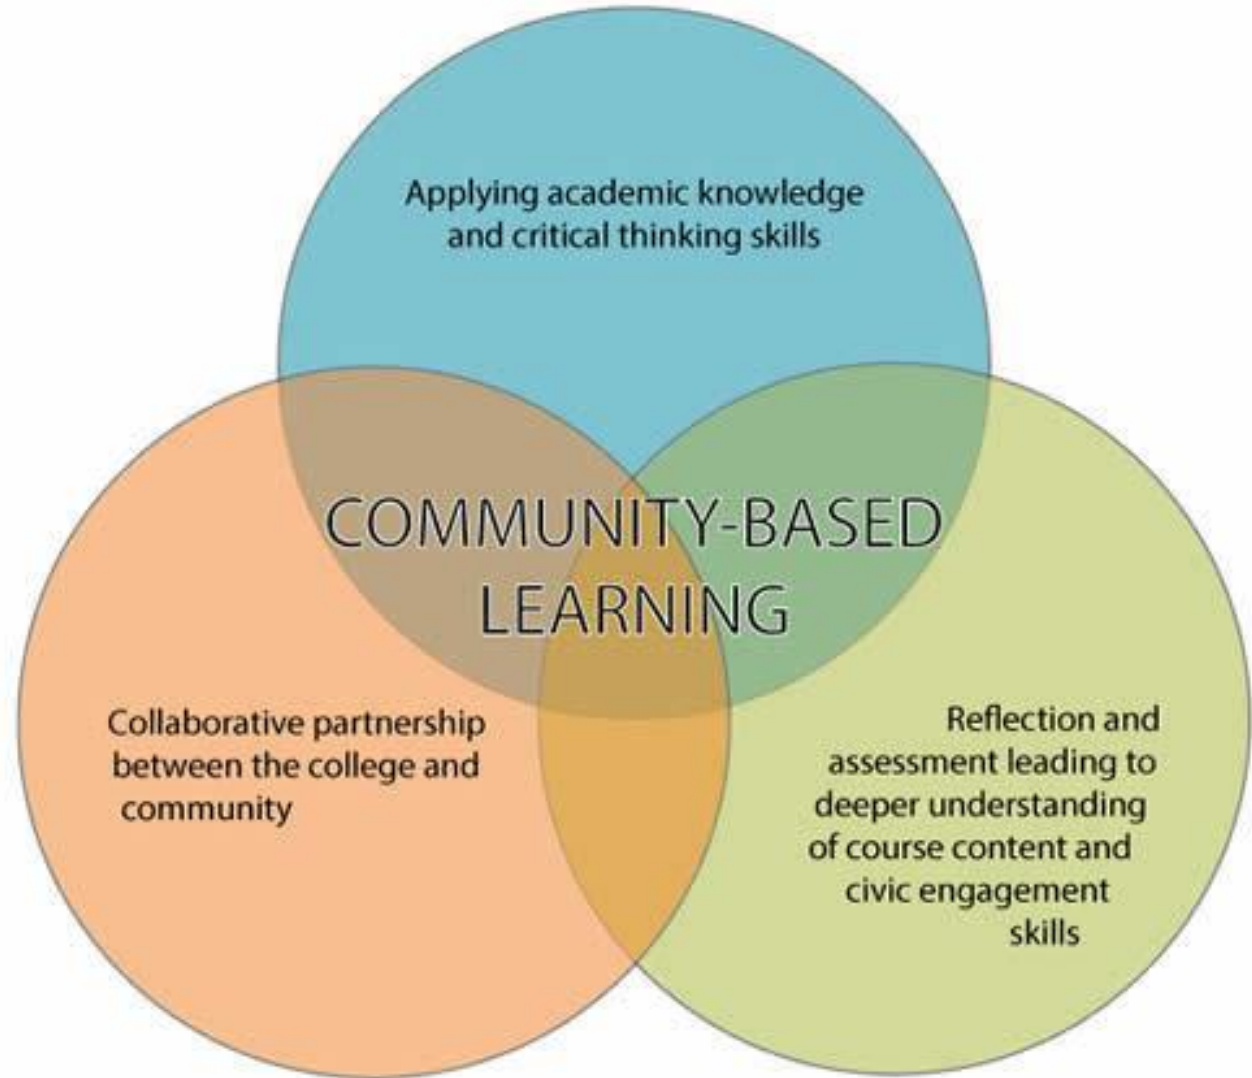 Applying academic knowledge
and critical thinking skills
COMMUNITY-BASED
LEARNING
Collaborative partnership
between the college and
community
Reflection and
assessment leading to
deeper understanding
of course content and
civic engagement
skills